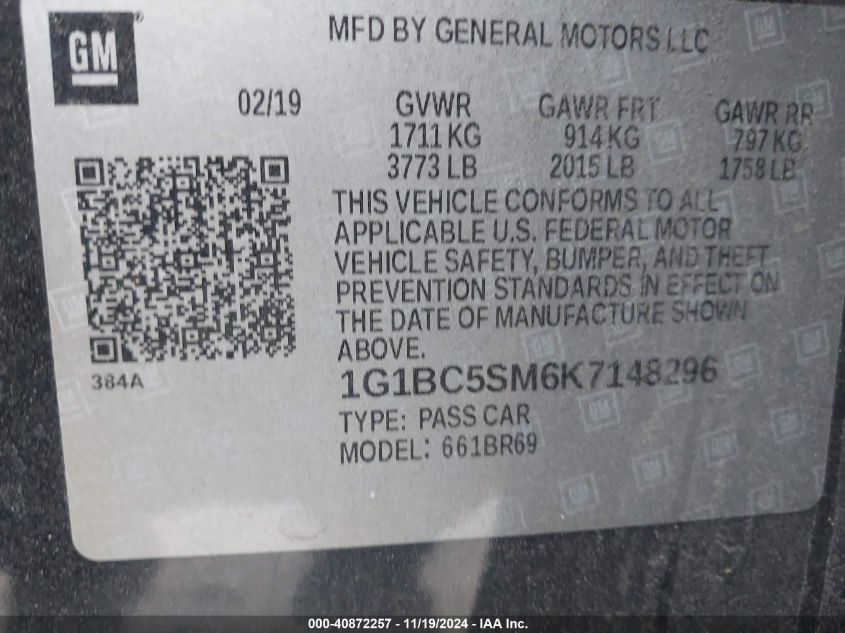 GM
MFD BY GENERAL MOTORS LLC
02/19
GVWR GAWR FRT GAWR RR
1711 KG 914 KG 797 KG
3773 LB 2015 LB 1758 LB
THIS VEHICLE CONFORMS TO ALL
APPLICABLE U.S. FEDERAL MOTOR
VEHICLE SAFETY, BUMPER, AND THEFT
PREVENTION STANDARDS IN EFFECT ON
THE DATE OF MANUFACTURE SHOWN
ABOVE.
384A
1G1BC5SM6K7148296
TYPE: PASS CAR
MODEL: 661BR69
000-40872257 - 11/19/2024 - IAA Inc.